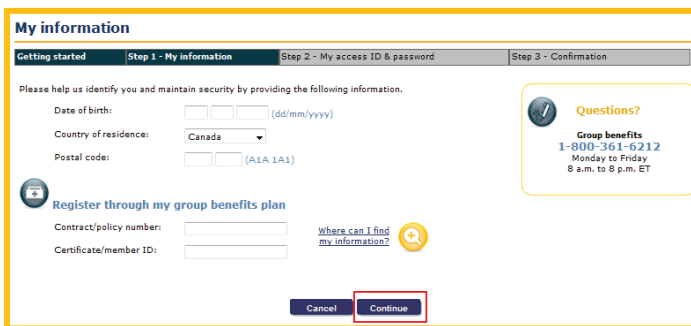 My information
Getting started Step 1 - My information Step 2 - My access ID & password Step 3 - Confirmation
Please help us identify you and maintain security by providing the following information.
Date of birth: (dd/mm/yyyy)
Country of residence: Canada
Postal code: (A1A 1A1)
Questions?
Group benefits
1-800-361-6212
Monday to Friday
8 a.m. to 8 p.m. ET
Register through my group benefits plan
Contract/policy number:
Certificate/member ID:
Where can I find
my information?
Cancel Continue